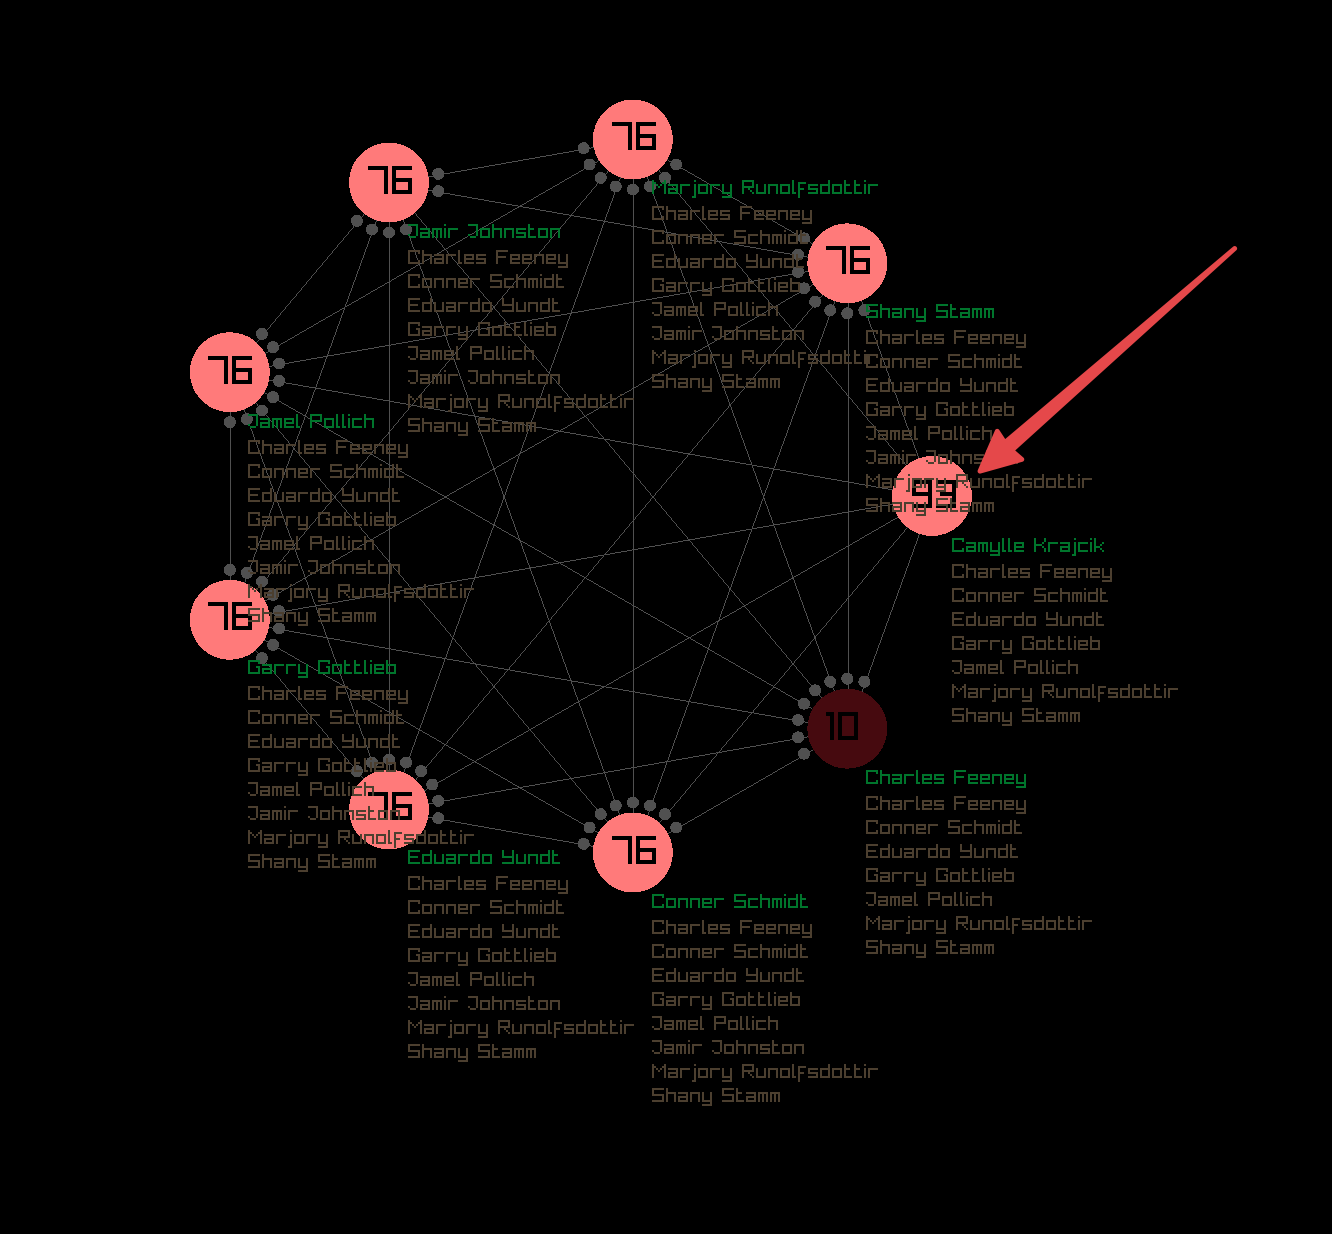 76
Marjory Runolfsdottir
Charles Feeney
Conner Schmidt
Eduardo Yundt
Garry Gottlieb
Jamel Pollich
Jamir Johnston
Marjory Runolfsdottir
Shany Stamm
76
Jamir Johnston
Charles Feeney
Conner Schmidt
Eduardo Yundt
Garry Gottlieb
Jamel Pollich
Jamir Johnston
Marjory Runolfsdottir
Shany Stamm
76
Shany Stamm
Charles Feeney
Conner Schmidt
Eduardo Yundt
Garry Gottlieb
Jamel Pollich
Jamir Johnston
Marjory Runolfsdottir
Shany Stamm
76
Jamel Pollich
Charles Feeney
Conner Schmidt
Eduardo Yundt
Garry Gottlieb
Jamel Pollich
Jamir Johnston
Marjory Runolfsdottir
Shany Stamm
Camylle Krajcik
Charles Feeney
Conner Schmidt
Eduardo Yundt
Garry Gottlieb
Jamel Pollich
Marjory Runolfsdottir
Shany Stamm
76
Garry Gottlieb
Charles Feeney
Conner Schmidt
Eduardo Yundt
Garry Gottlieb
Jamel Pollich
Jamir Johnston
Marjory Runolfsdottir
Shany Stamm
10
Charles Feeney
Charles Feeney
Conner Schmidt
Eduardo Yundt
Garry Gottlieb
Jamel Pollich
Marjory Runolfsdottir
Shany Stamm
76
Eduardo Yundt
Charles Feeney
Conner Schmidt
Eduardo Yundt
Garry Gottlieb
Jamel Pollich
Jamir Johnston
Marjory Runolfsdottir
Shany Stamm
76
Conner Schmidt
Charles Feeney
Conner Schmidt
Eduardo Yundt
Garry Gottlieb
Jamel Pollich
Jamir Johnston
Marjory Runolfsdottir
Shany Stamm